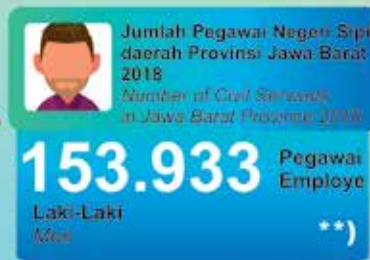 Jumlah Pegawai Negeri Sipi
daerah Provinsi Jawa Barat
2018
Number of Civil Servants
in Jawa Barat Province 2018
153.933 Pegawai
Employe
Laki-Laki
Men
**)